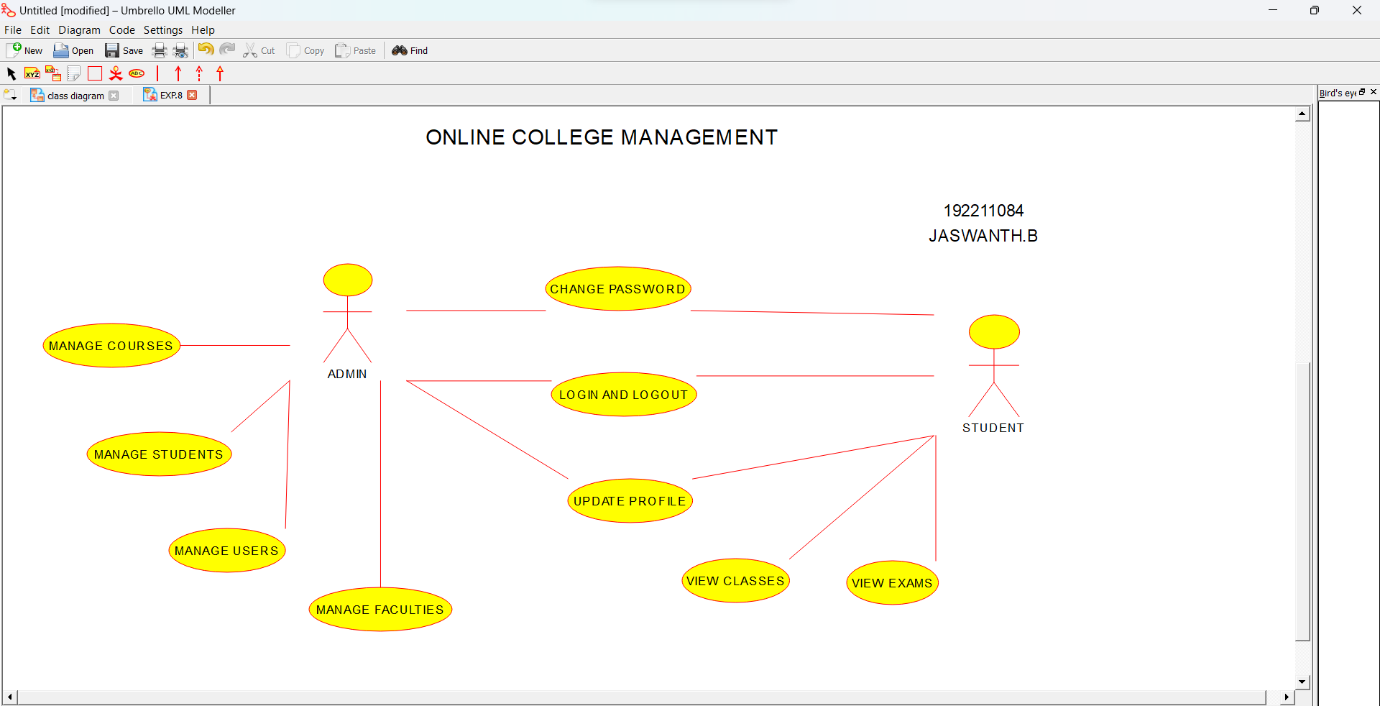 Untitled [modified] – Umbrello UML Modeller
File Edit Diagram Code Settings Help
New Open Save Cut Copy Paste Find
XYZ ABC
class diagram EXP.8
Bird's eye
ONLINE COLLEGE MANAGEMENT
192211084
JASWANTH.B
CHANGE PASSWORD
MANAGE COURSES
ADMIN
LOGIN AND LOGOUT
STUDENT
MANAGE STUDENTS
UPDATE PROFILE
MANAGE USERS
VIEW CLASSES
VIEW EXAMS
MANAGE FACULTIES